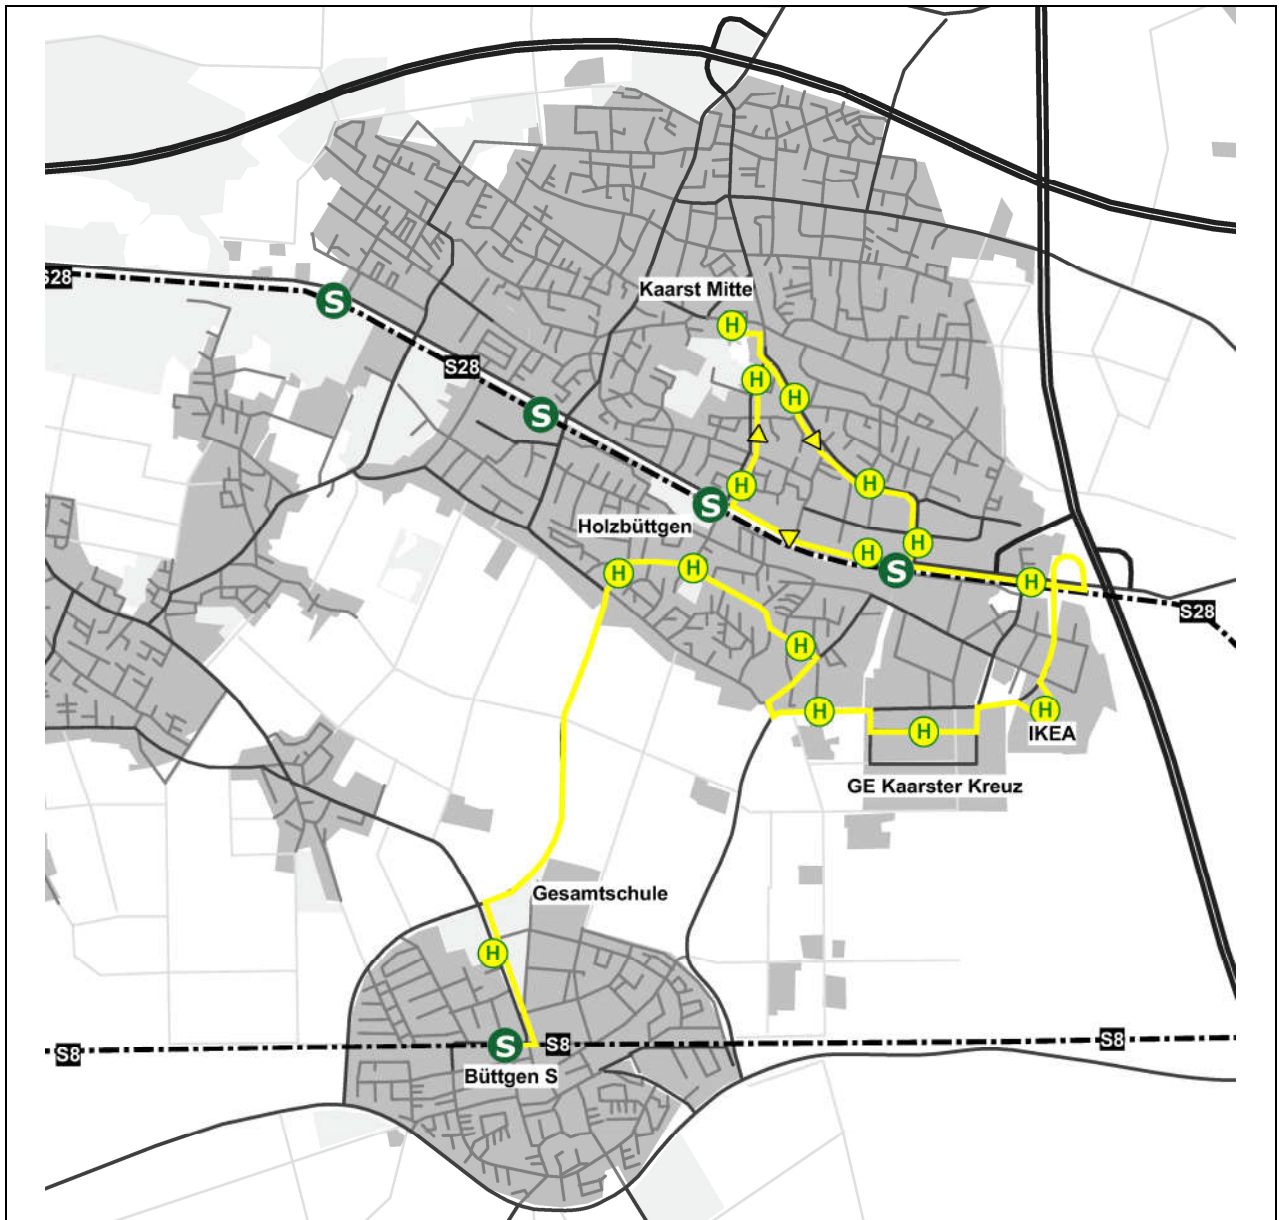 Kaarst Mitte
H
S28
S
H
S28
H
S
H
H
S
Holzbüttgen
H
H
H
S
H
H
S28
H
H
H
H
IKEA
GE Kaarster Kreuz
Gesamtschule
H
S8
S8
S
S8
Büttgen S